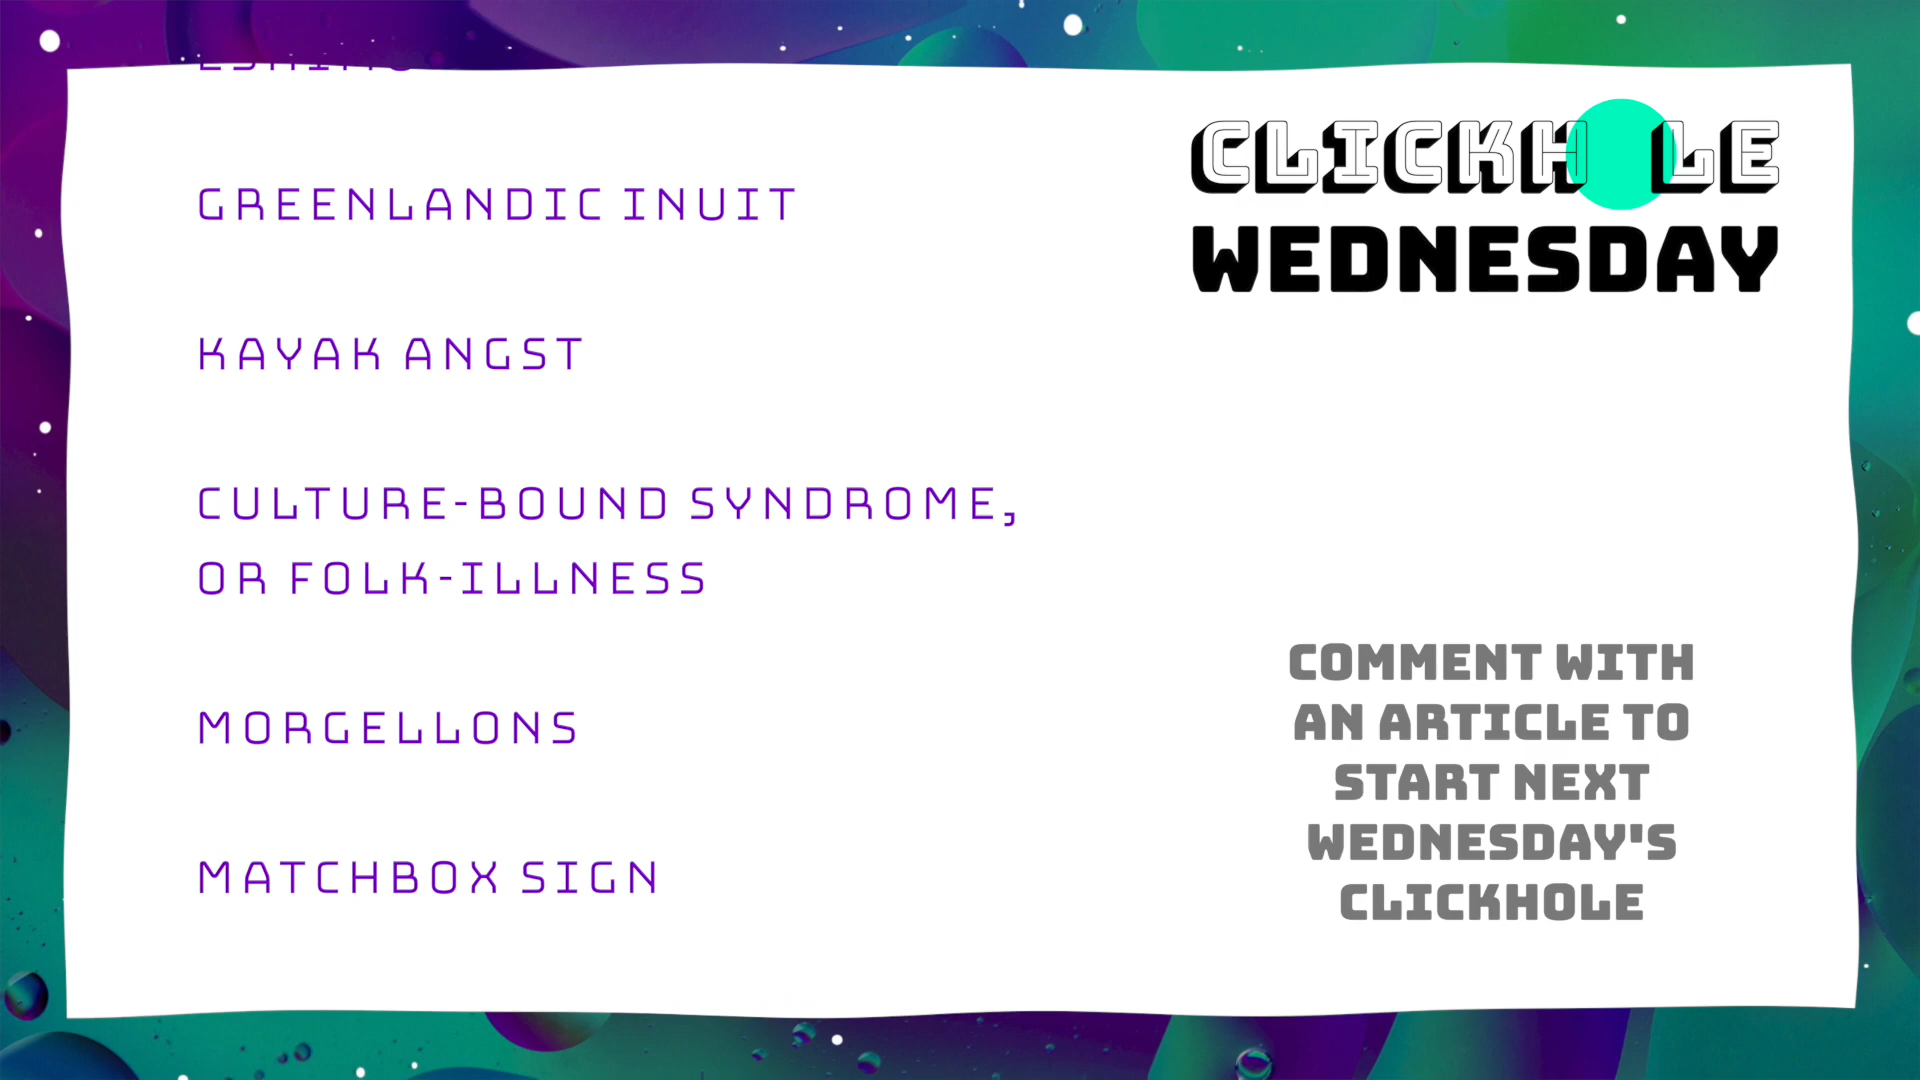 GREENLANDIC INUIT
KAYAK ANGST
CULTURE-BOUND SYNDROME,
OR FOLK-ILLNESS
MORGELLONS
MATCHBOX SIGN
CLICKH LE
WEDNESDAY
COMMENT WITH
AN ARTICLE TO
START NEXT
WEDNESDAY'S
CLICKHOLE